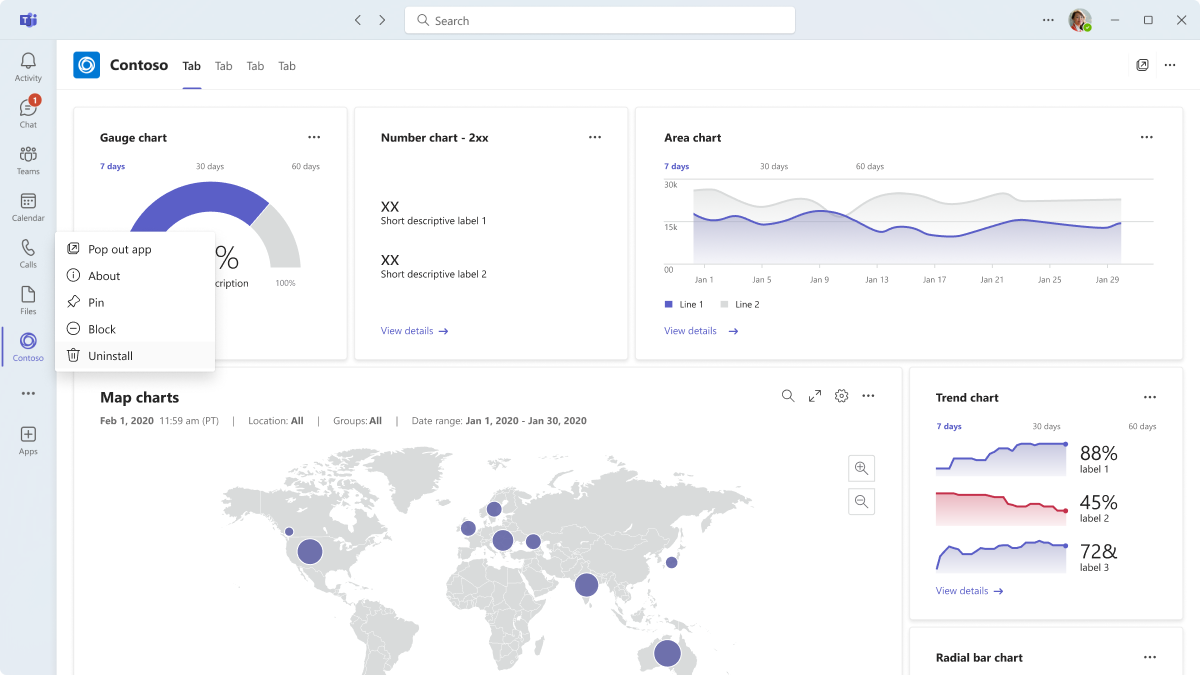 Search
Activity
1
Chat
Teams
Calendar
Calls
Files
Contoso
Apps
Contoso
Tab
Tab
Tab
Tab
Pop out app
About
Pin
Block
Uninstall
Gauge chart
7 days 30 days 60 days
%
cription
100%
Number chart - 2xx
XX
Short descriptive label 1
XX
Short descriptive label 2
View details
Area chart
7 days 30 days 60 days
30k
15k
00
Jan 1 Jan 5 Jan 9 Jan 13 Jan 17 Jan 21 Jan 25 Jan 29
Line 1 Line 2
View details
Map charts
Feb 1, 2020 11:59 am (PT) | Location: All | Groups: All | Date range: Jan 1, 2020 - Jan 30, 2020
Trend chart
7 days 30 days 60 days
88%
label 1
45%
label 2
72&
label 3
View details
Radial bar chart